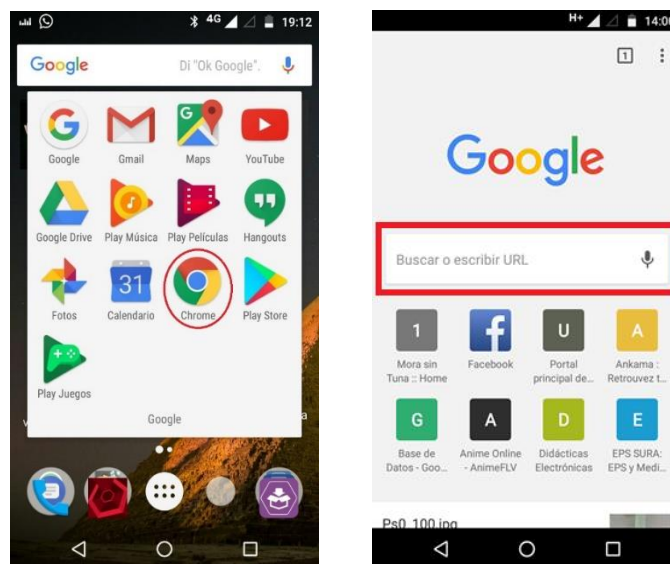 4G 19:12
Google Di "Ok Google".
Google Gmail Maps YouTube
Google Drive Play Música Play Películas Hangouts
31
Fotos Calendario Chrome Play Store
Play Juegos
Google
H+ 14:00
1
Google
Buscar o escribir URL
1 U A
Mora sin Facebook Portal Ankama :
Tuna :: Home principal de... Retrouvez t...
G A D E
Base de Anime Online Didácticas EPS SURA:
Datos - Goo... - AnimeFLV Electrónicas EPS y Medi...
Ps0 100.jpg